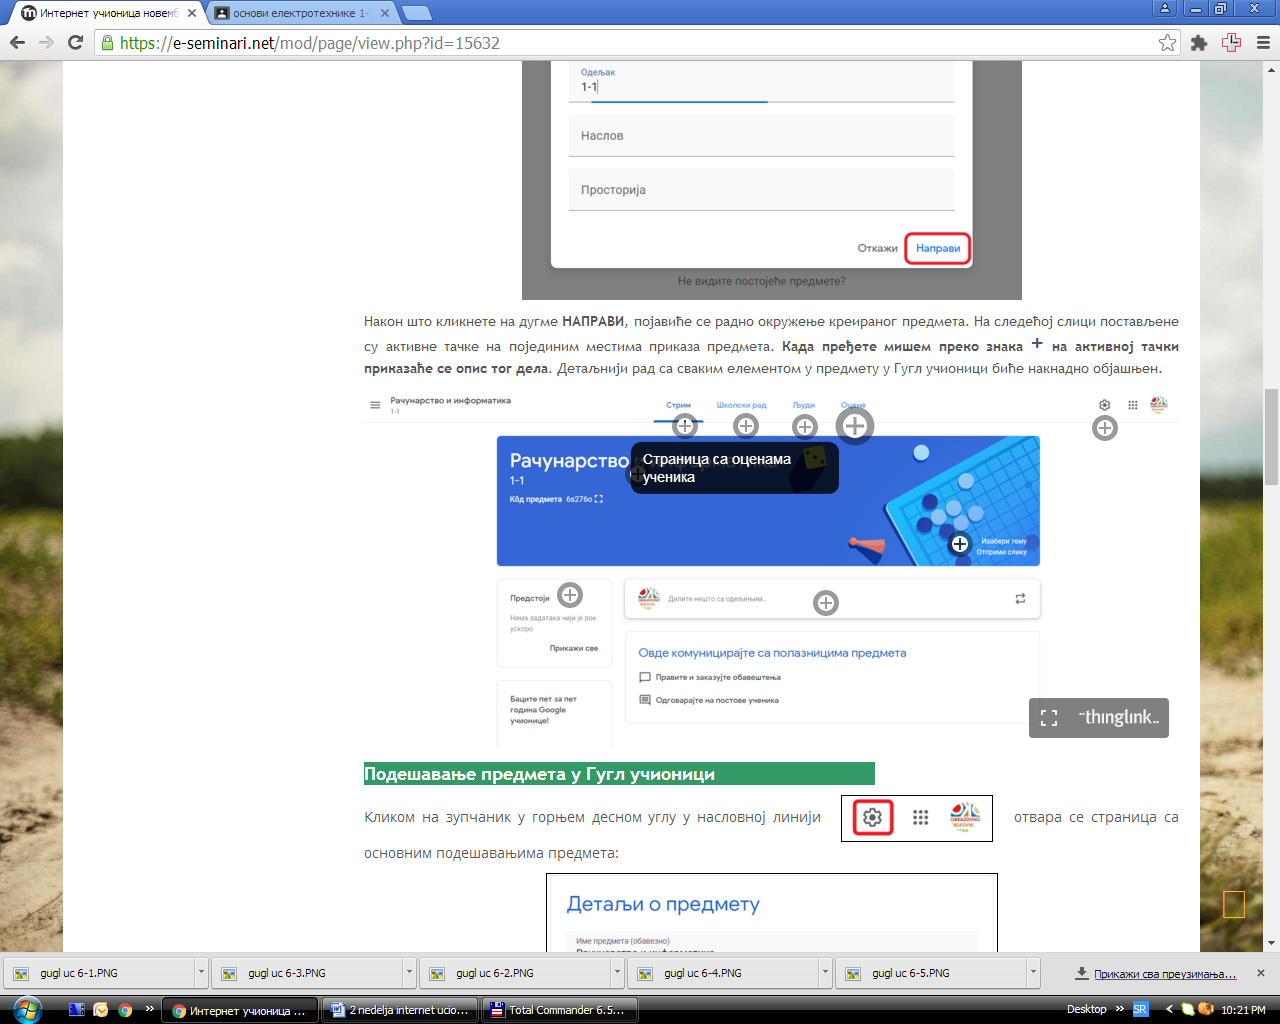 Интернет учионица новемб
основи електротехнике 1-
https://e-seminari.net/mod/page/view.php?id=15632
Одељак
1-1
Наслов
Просторија
Откажи Направи
Не видите постојеће предмете?
Након што кликнете на дугме НАПРАВИ, појавиће се радно окружење креираног предмета. На следећој слици постављене
су активне тачке на појединим местима приказа предмета. Када пређете мишем преко знака + на активној тачки
приказаће се опис тог дела. Детаљнији рад са сваким елементом у предмету у Гугл учионици биће накнадно објашњен.
Рачунарство и информатика
1-1
Стрим Школски рад Људи Оцене
Рачунарство
1-1
Кôд предмета 6s276o
Страница са оценама
ученика
Изабери тему
Отпреми слику
Предстоји
Нема задатака чији је рок
ускоро
Прикажи све
Делите нешто са одељењем...
Овде комуницирајте са полазницима предмета
Правите и заказујте обавештења
Одговарајте на постове ученика
Баците пет за пет
година Google
учионице!
thinglink..
Подешавање предмета у Гугл учионици
Кликом на зупчаник у горњем десном углу у насловној линији отвара се страница са
основним подешавањима предмета:
Детаљи о предмету
Име предмета (обавезно)
gugl uc 6-1.PNG
gugl uc 6-3.PNG
gugl uc 6-2.PNG
gugl uc 6-4.PNG
gugl uc 6-5.PNG
Прикажи сва преузимања...
Интернет учионица ...
2 nedelja internet ucio...
Total Commander 6.5...
Desktop
SR
10:21 PM